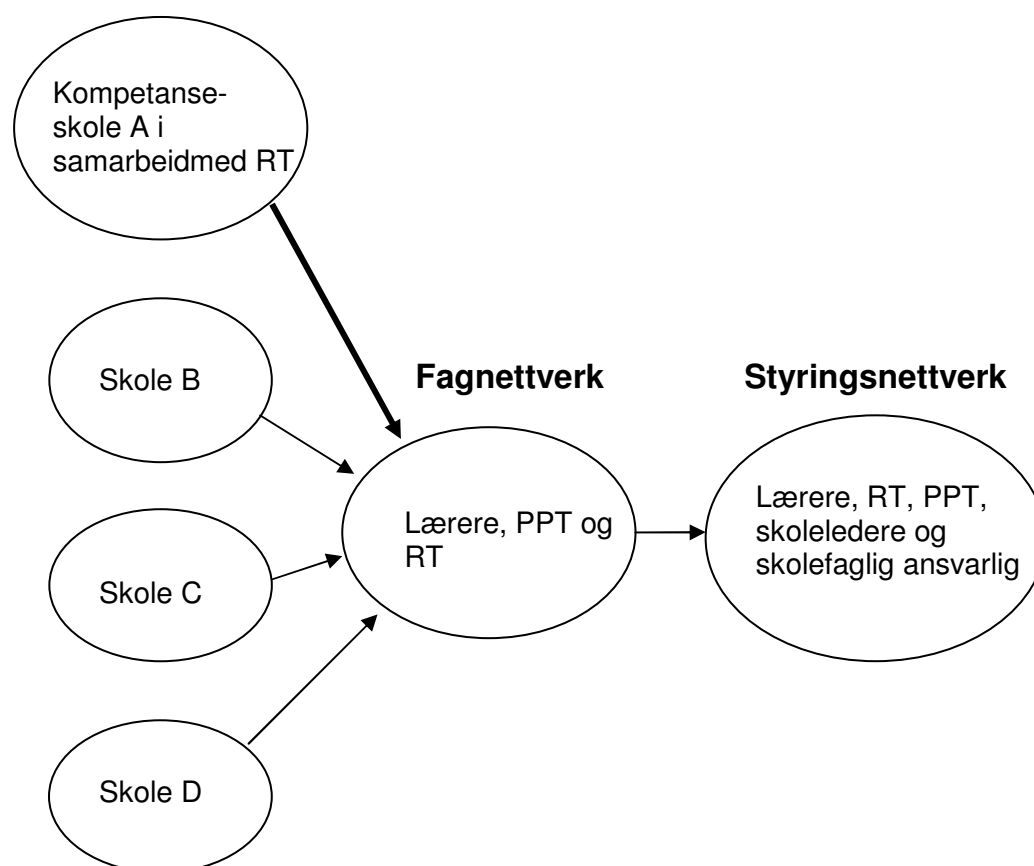 Kompetanse-
skole A i
samarbeidmed RT
Skole B
Fagnettverk
Styringsnettverk
Lærere, PPT og
RT
Lærere, RT, PPT,
skoleledere og
skolefaglig ansvarlig
Skole C
Skole D